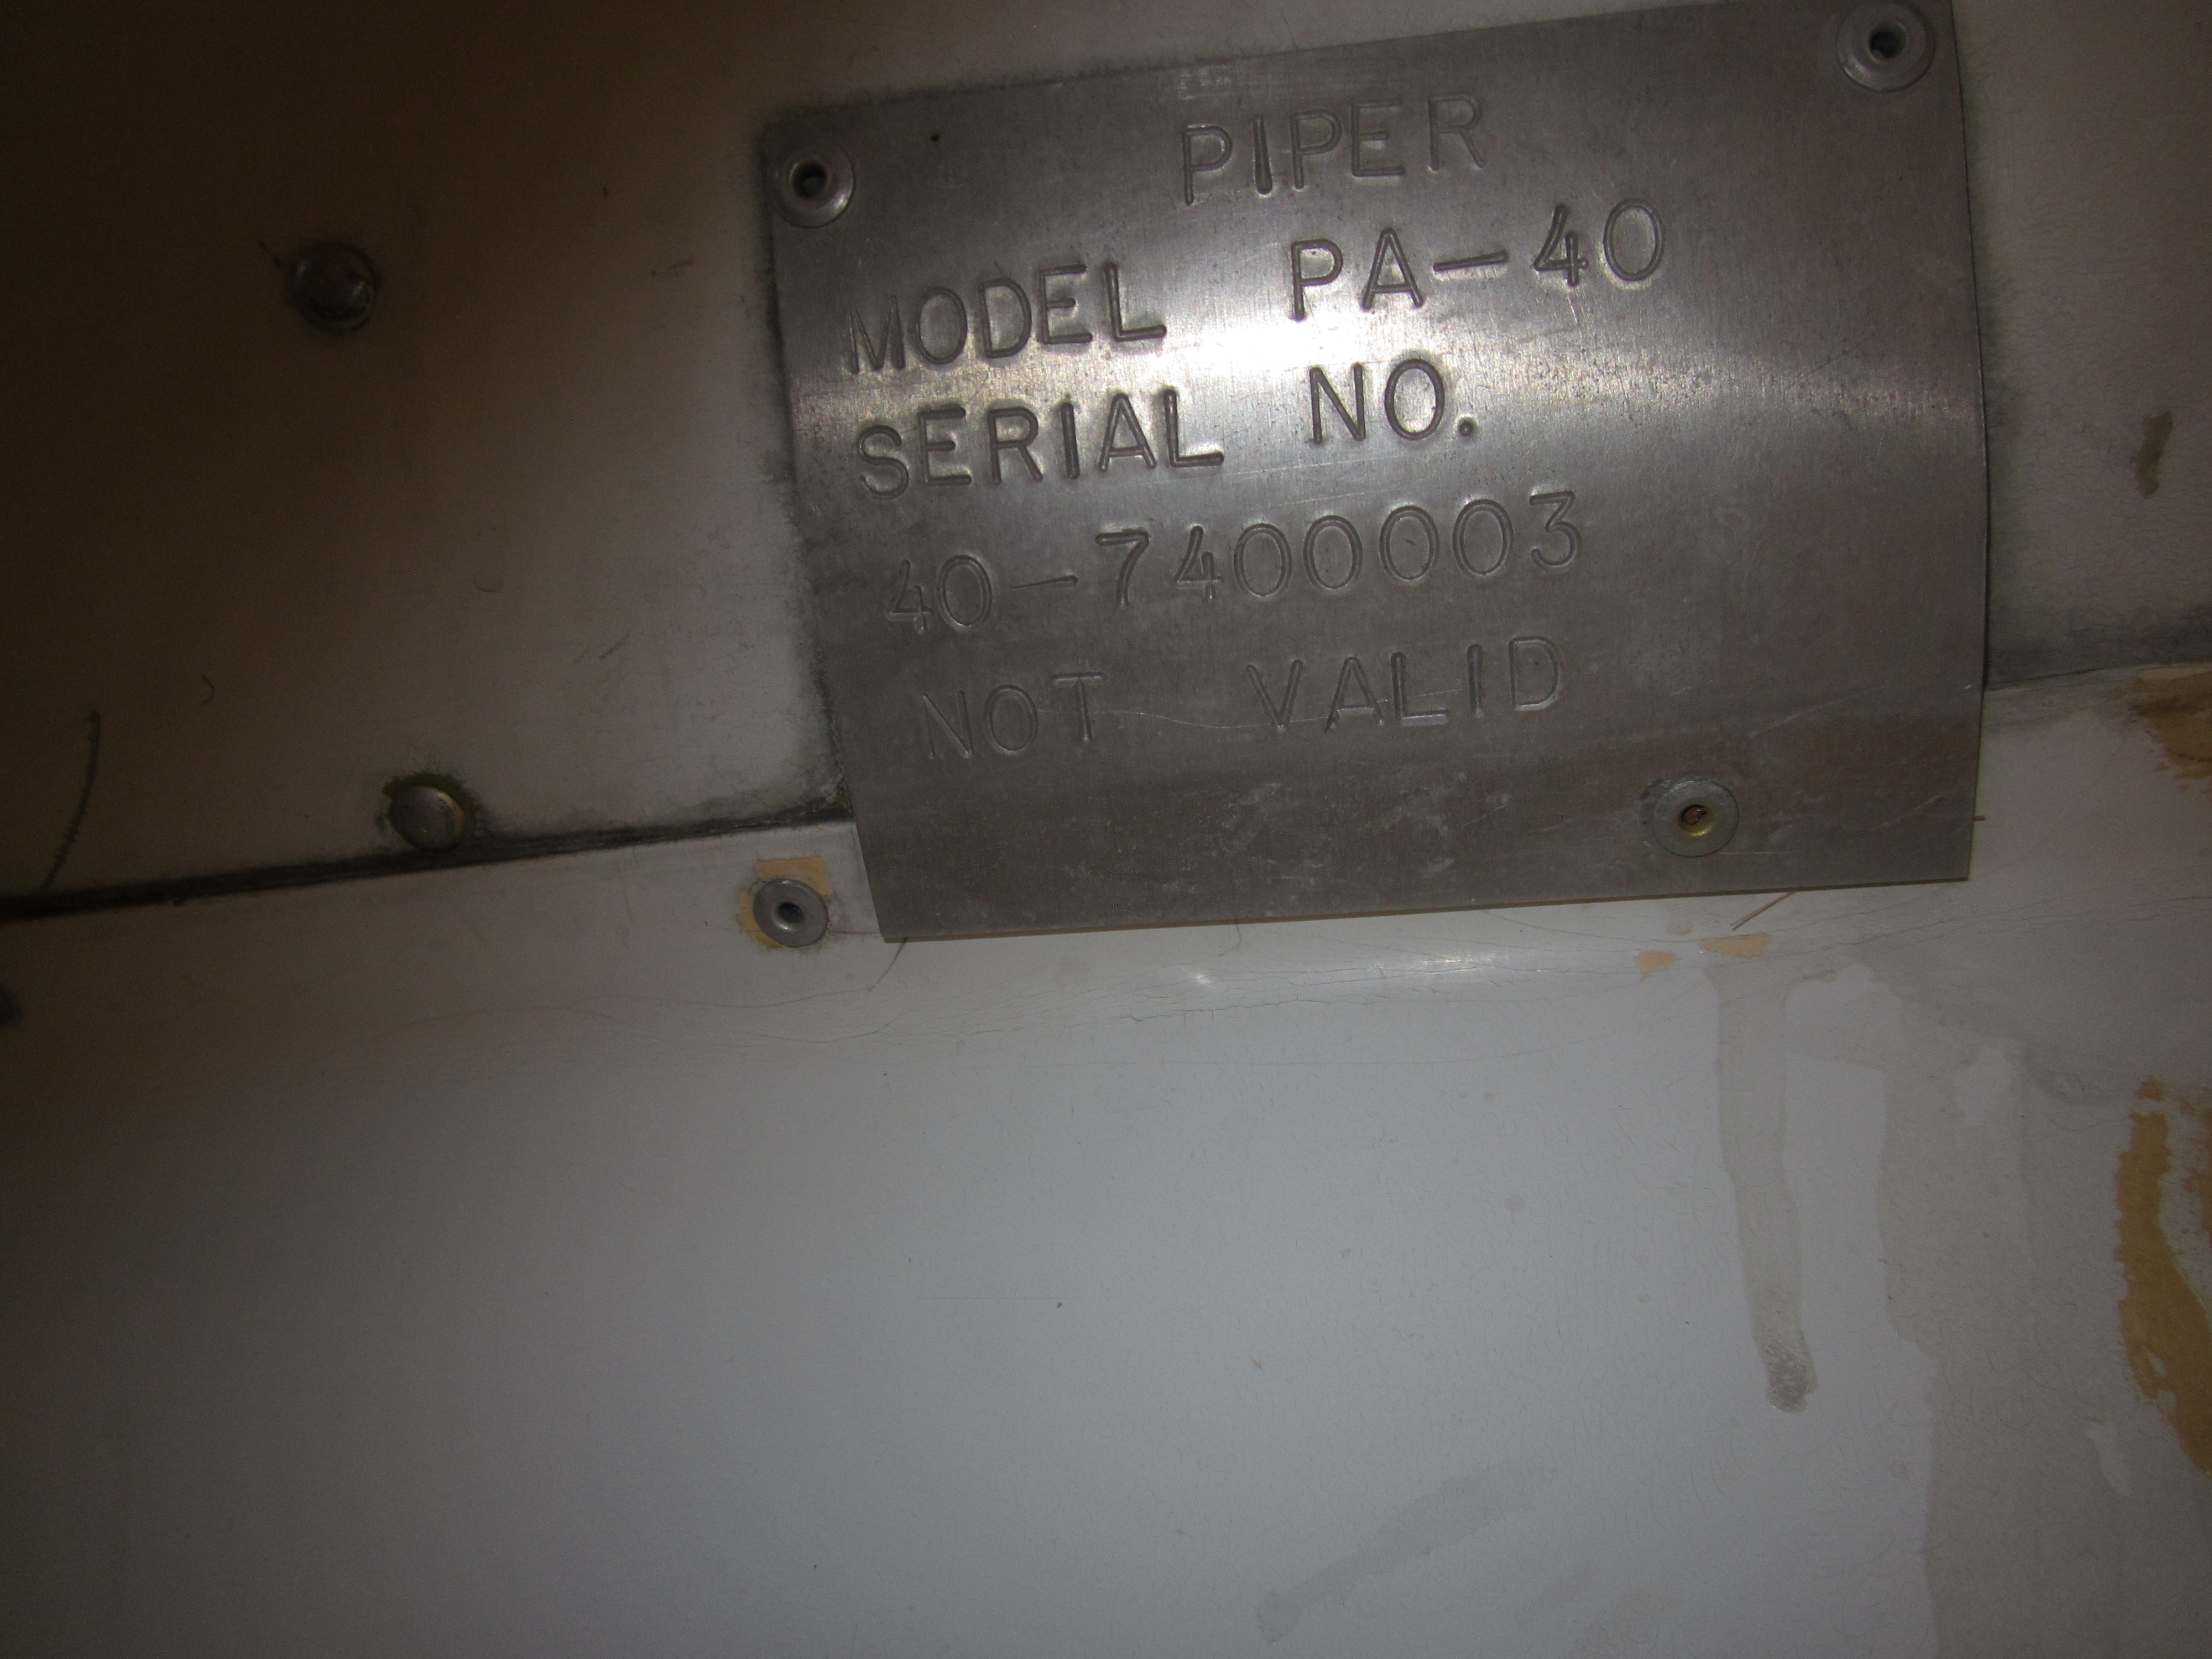 PIPER
MODEL PA-40
SERIAL NO.
40-7400003
NOT VALID